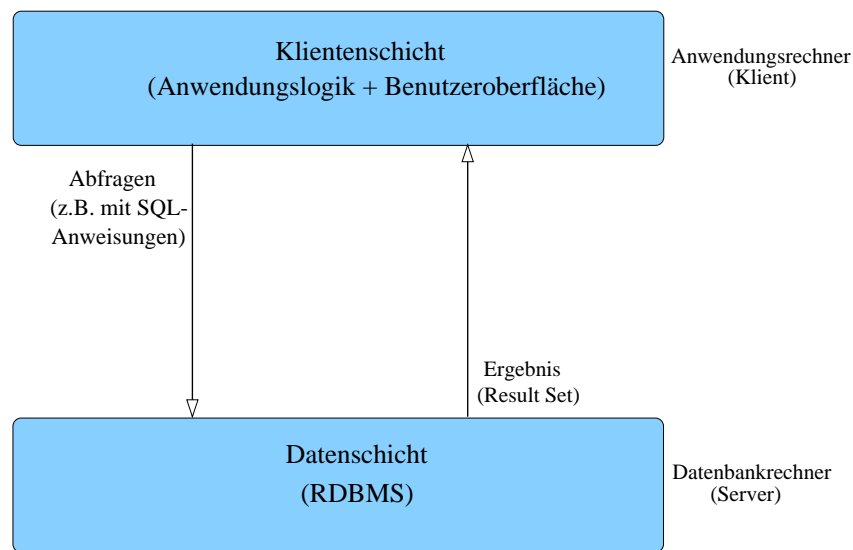 Klientenschicht
(Anwendungslogik + Benutzeroberfläche)
Anwendungsrechner
(Klient)
Abfragen
(z.B. mit SQL-
Anweisungen)
Ergebnis
(Result Set)
Datenschicht
(RDBMS)
Datenbankrechner
(Server)